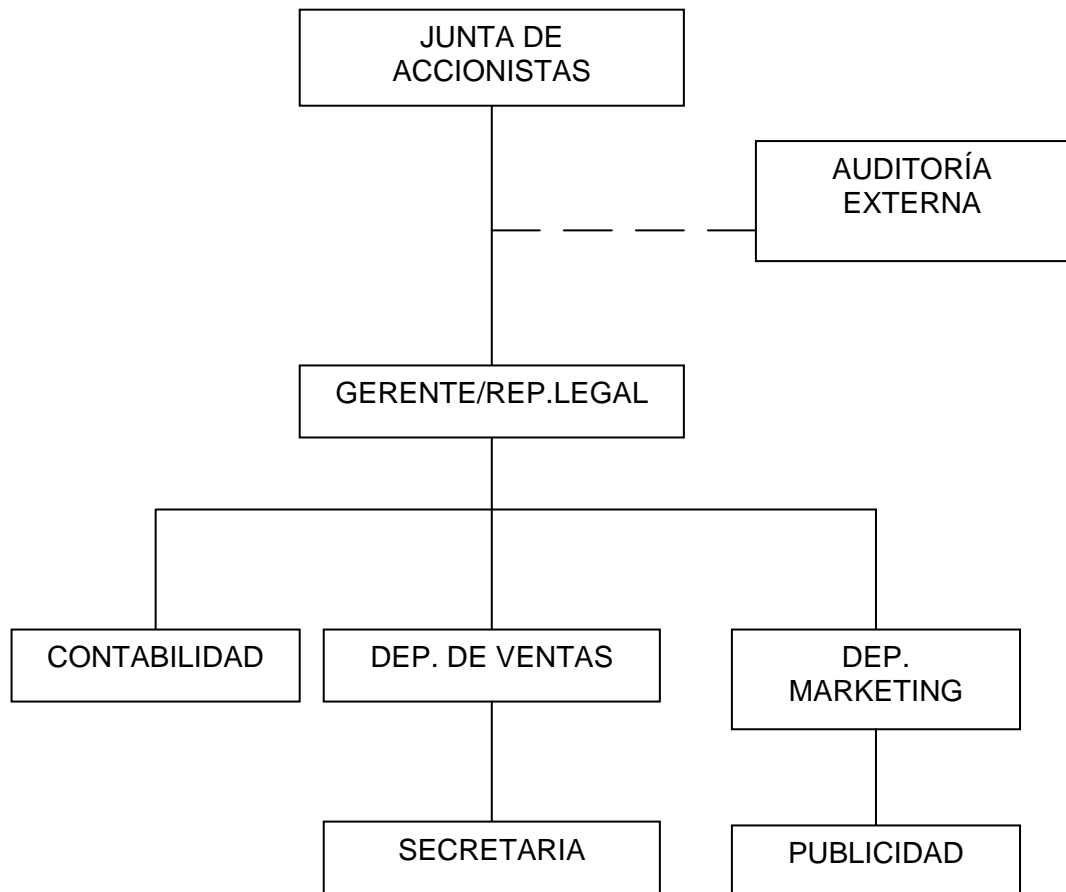 JUNTA DE
ACCIONISTAS
AUDITORÍA
EXTERNA
GERENTE/REP.LEGAL
CONTABILIDAD
DEP. DE VENTAS
DEP.
MARKETING
SECRETARIA
PUBLICIDAD